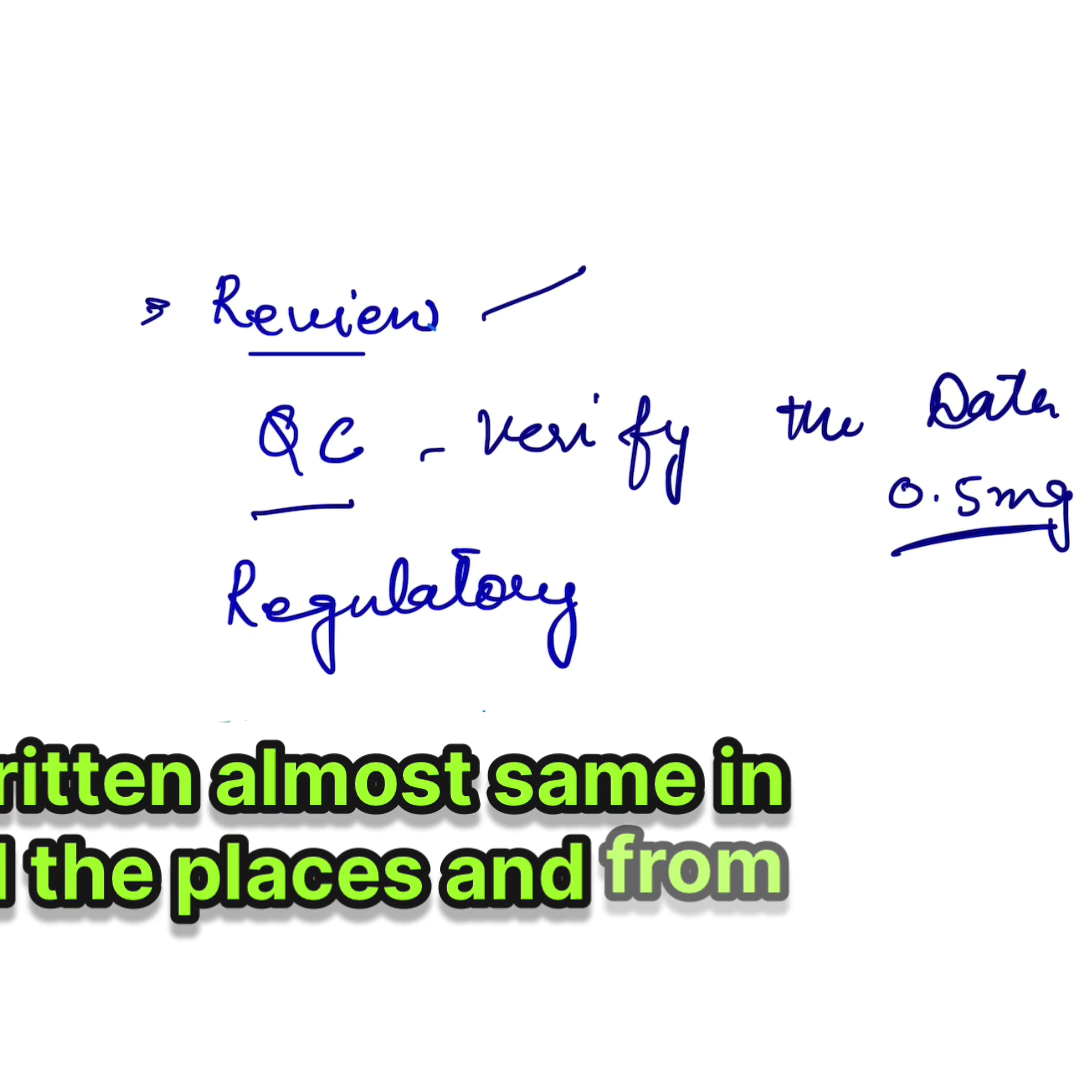 Review
QC - verify the Data
0.5mg
Regulatory
ritten almost same in
the places and from